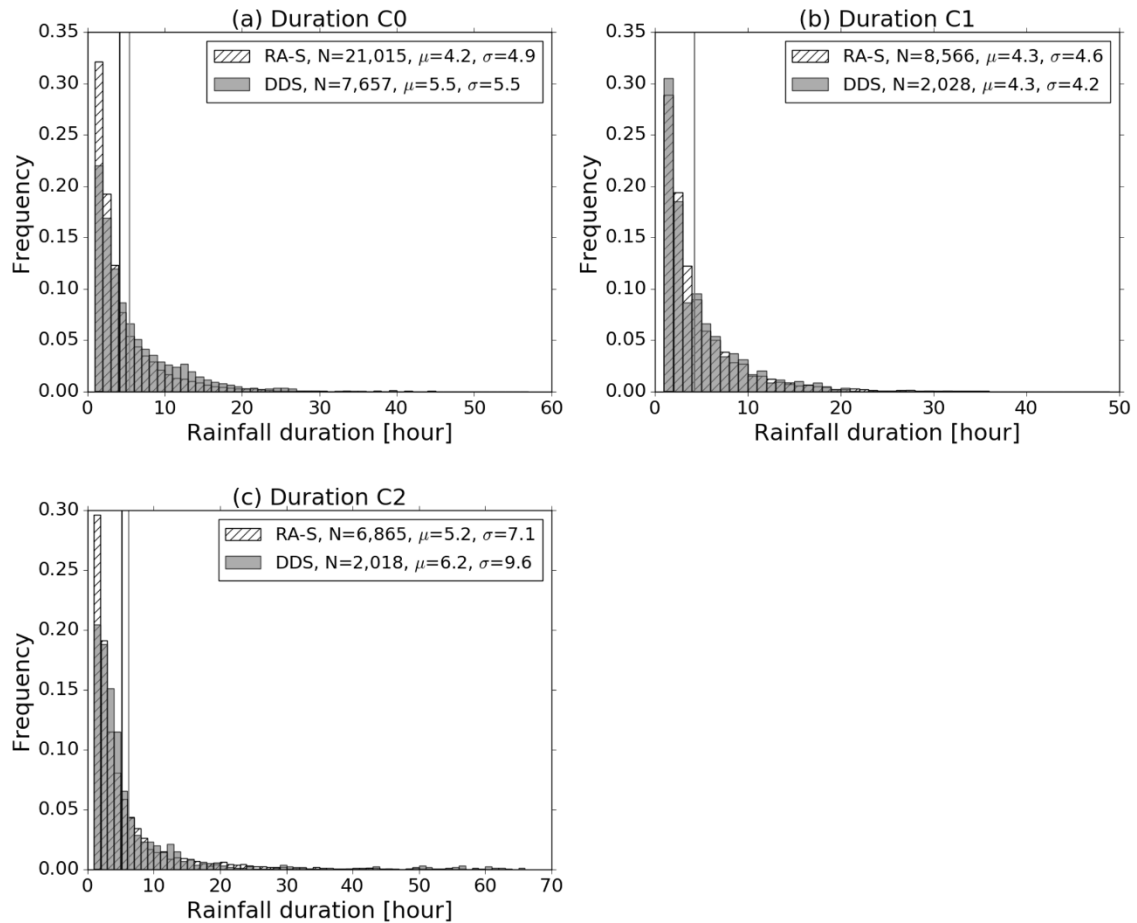 (a) Duration C0
0.35
0.30
0.25
0.20
0.15
0.10
0.05
0.00
Frequency
RA-S, N=21,015, μ=4.2, σ=4.9
DDS, N=7,657, μ=5.5, σ=5.5
0 10 20 30 40 50 60
Rainfall duration [hour]
(b) Duration C1
0.35
0.30
0.25
0.20
0.15
0.10
0.05
0.00
Frequency
RA-S, N=8,566, μ=4.3, σ=4.6
DDS, N=2,028, μ=4.3, σ=4.2
0 10 20 30 40 50
Rainfall duration [hour]
(c) Duration C2
0.30
0.25
0.20
0.15
0.10
0.05
0.00
Frequency
RA-S, N=6,865, μ=5.2, σ=7.1
DDS, N=2,018, μ=6.2, σ=9.6
0 10 20 30 40 50 60 70
Rainfall duration [hour]